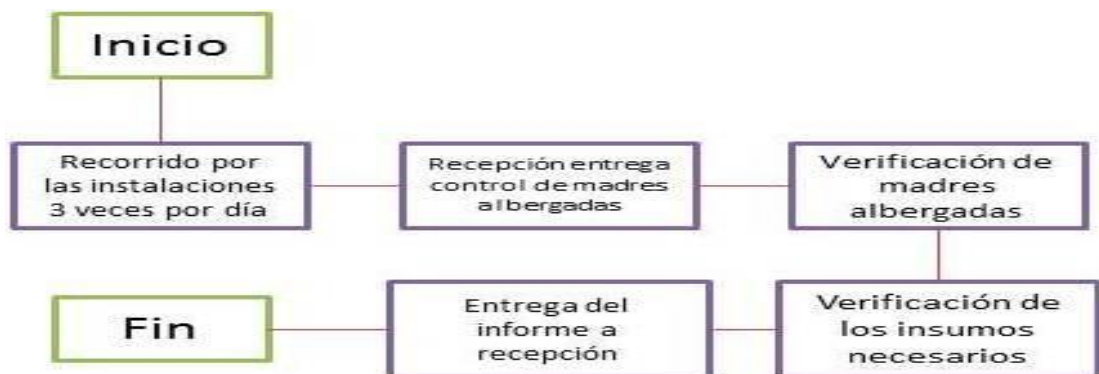 Inicio
Recorrido por
las instalaciones
3 veces por día
Recepción entrega
control de madres
albergadas
Verificación de
madres
albergadas
Verificación de
los insumos
necesarios
Entrega del
informe a
recepción
Fin